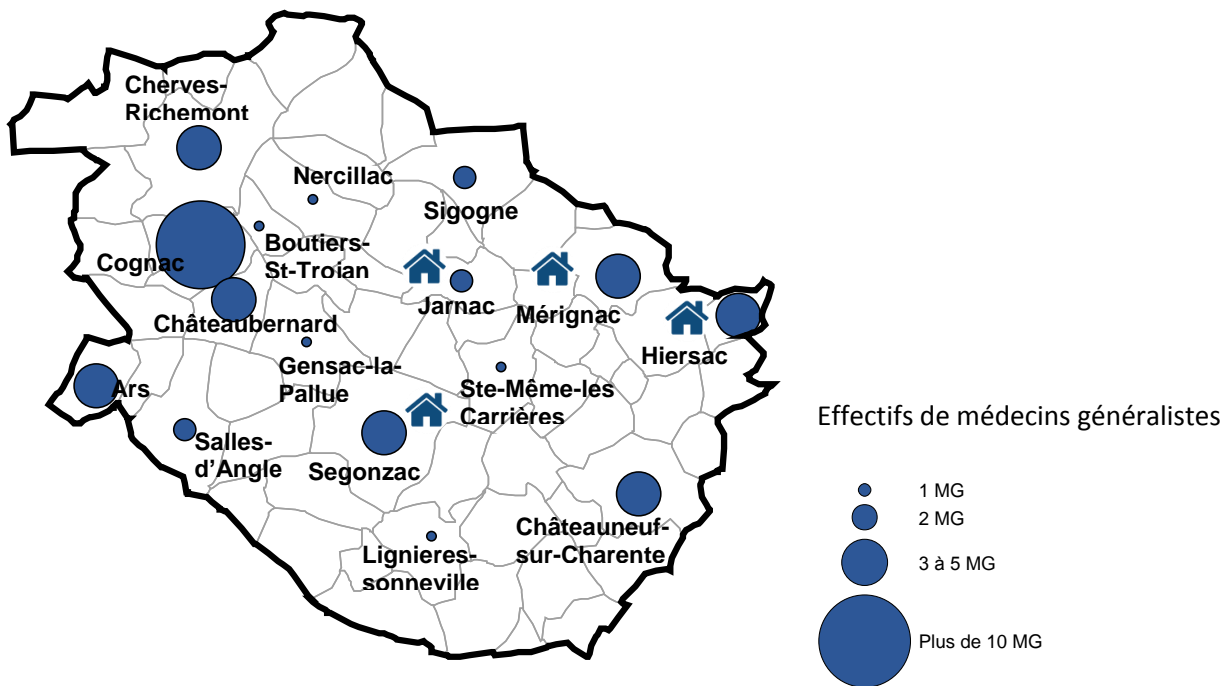 Cherves-
Richemont
Nercillac
Sigogne
Boutiers-
St-Troian
Cognac
Jarnac
Mérignac
Châteaubernard
Hiersac
Gensac-la-
Pallue
Ste-Même-les
Carrières
Ars
Salles-
d’Angle
Segonzac
Châteauneuf-
sur-Charente
Lignieres-
sonneville
Effectifs de médecins généralistes
1 MG
2 MG
3 à 5 MG
Plus de 10 MG